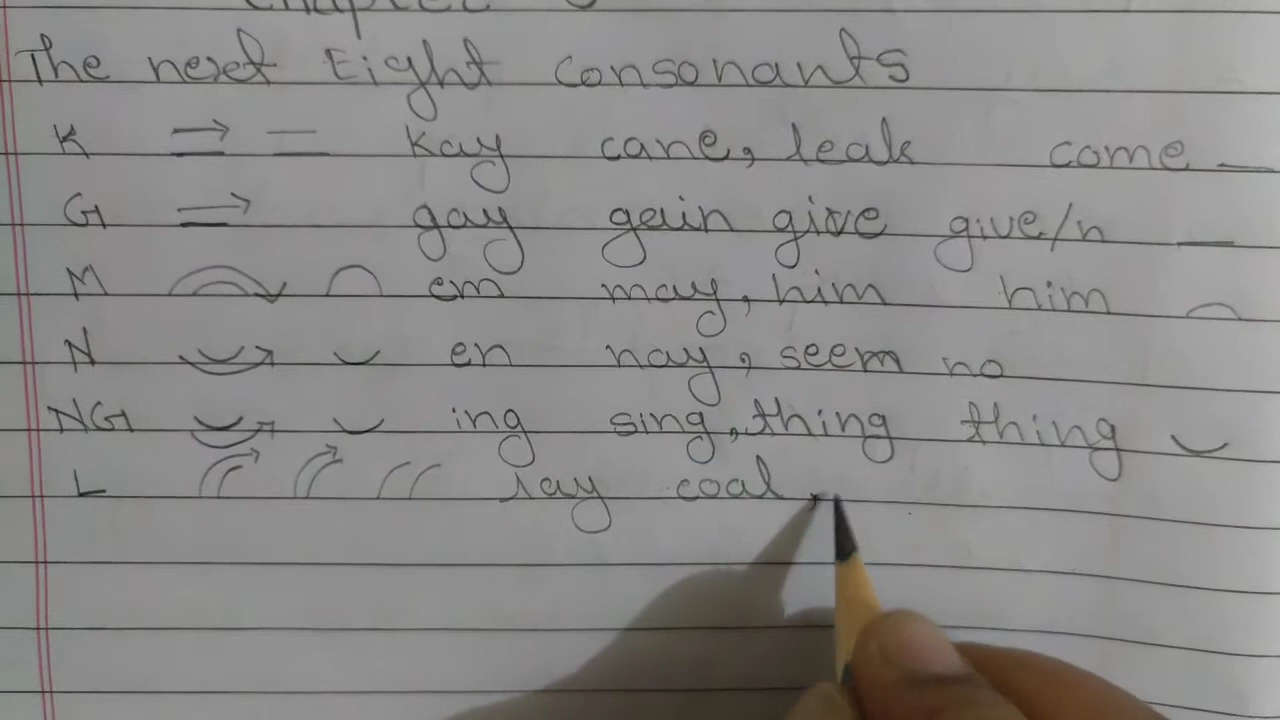 Chapter
The next Eight Consonants
K kay cane, leak come
G gay gain give give/n
M em may, him him
N en nay, seem no
NG ing sing, thing thing
L lay coal,